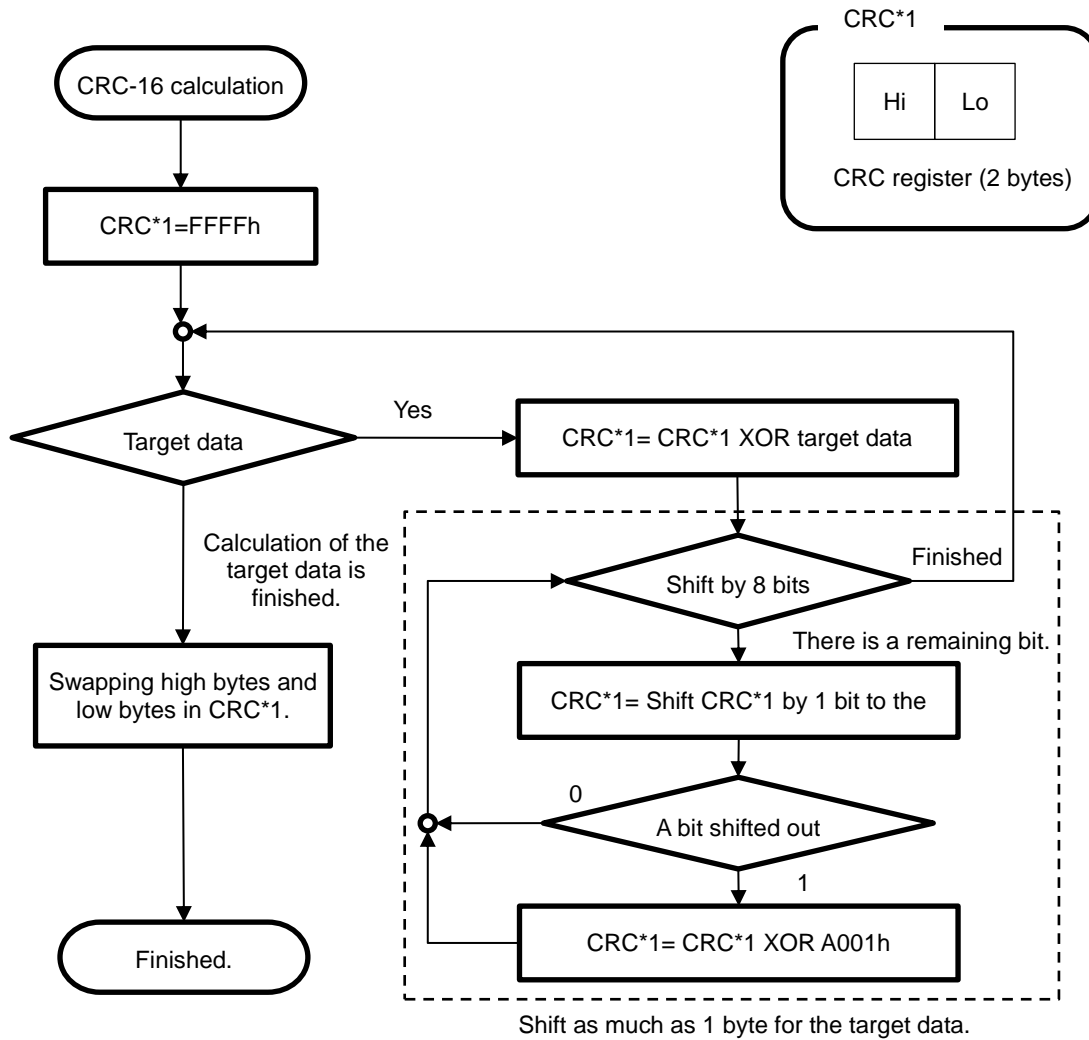 CRC*1
Hi
Lo
CRC register (2 bytes)
CRC-16 calculation
CRC*1=FFFFh
Target data
Yes
CRC*1= CRC*1 XOR target data
Calculation of the
target data is
finished.
Shift by 8 bits
Finished
There is a remaining bit.
Swapping high bytes and
low bytes in CRC*1.
CRC*1= Shift CRC*1 by 1 bit to the
0
A bit shifted out
1
CRC*1= CRC*1 XOR A001h
Finished.
Shift as much as 1 byte for the target data.